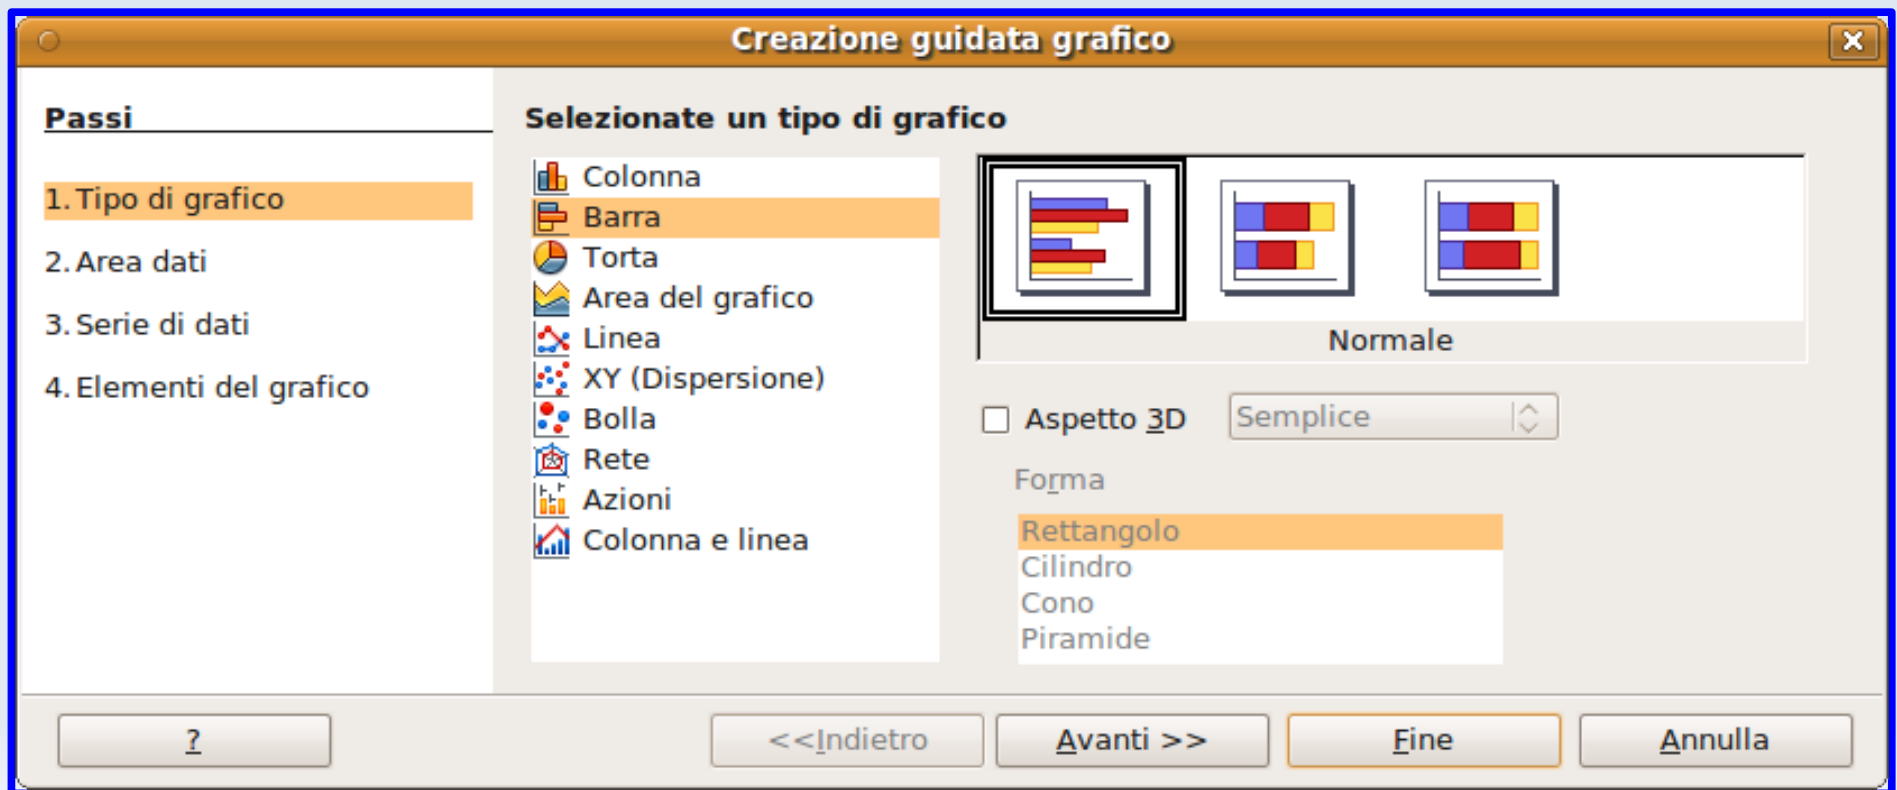 Creazione guidata grafico
Passi
1. Tipo di grafico
2. Area dati
3. Serie di dati
4. Elementi del grafico
Selezionate un tipo di grafico
Colonna
Barra
Torta
Area del grafico
Linea
XY (Dispersione)
Bolla
Rete
Azioni
Colonna e linea
Normale
Aspetto 3D
Semplice
Forma
Rettangolo
Cilindro
Cono
Piramide
?
<<Indietro
Avanti >>
Fine
Annulla